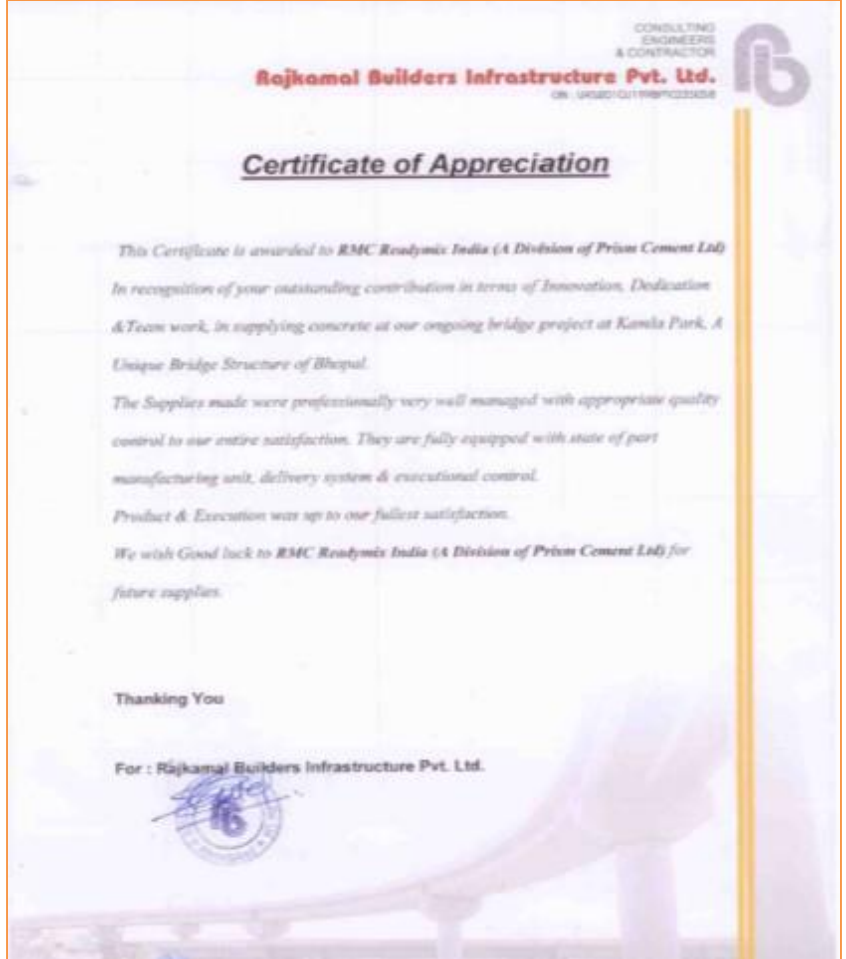 CONSULTING
ENGINEERS
& CONTRACTOR
Rajkamal Builders Infrastructure Pvt. Ltd.
Certificate of Appreciation
This Certificate is awarded to RMC Readymix India (A Division of Prism Cement Ltd)
In recognition of your outstanding contribution in terms of Innovation, Dedication
&Team work, in supplying concrete at our ongoing bridge project at Kamla Park, A
Unique Bridge Structure of Bhopal.
The Supplies made were professionally very well managed with appropriate quality
control to our entire satisfaction. They are fully equipped with state of part
manufacturing unit, delivery system & executional control.
Product & Execution was up to our fullest satisfaction.
We wish Good luck to RMC Readymix India (A Division of Prism Cement Ltd) for
future supplies.
Thanking You
For : Rajkamal Builders Infrastructure Pvt. Ltd.